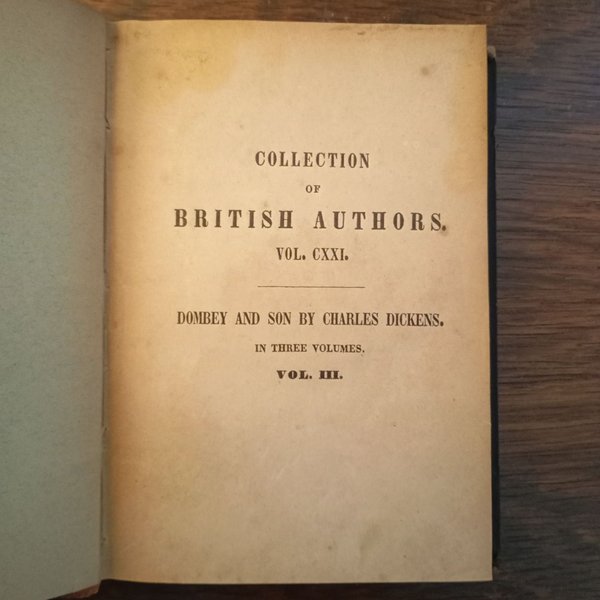 COLLECTION
OF
BRITISH AUTHORS.
VOL. CXXI.
DOMBEY AND SON BY CHARLES DICKENS.
IN THREE VOLUMES.
VOL. III.